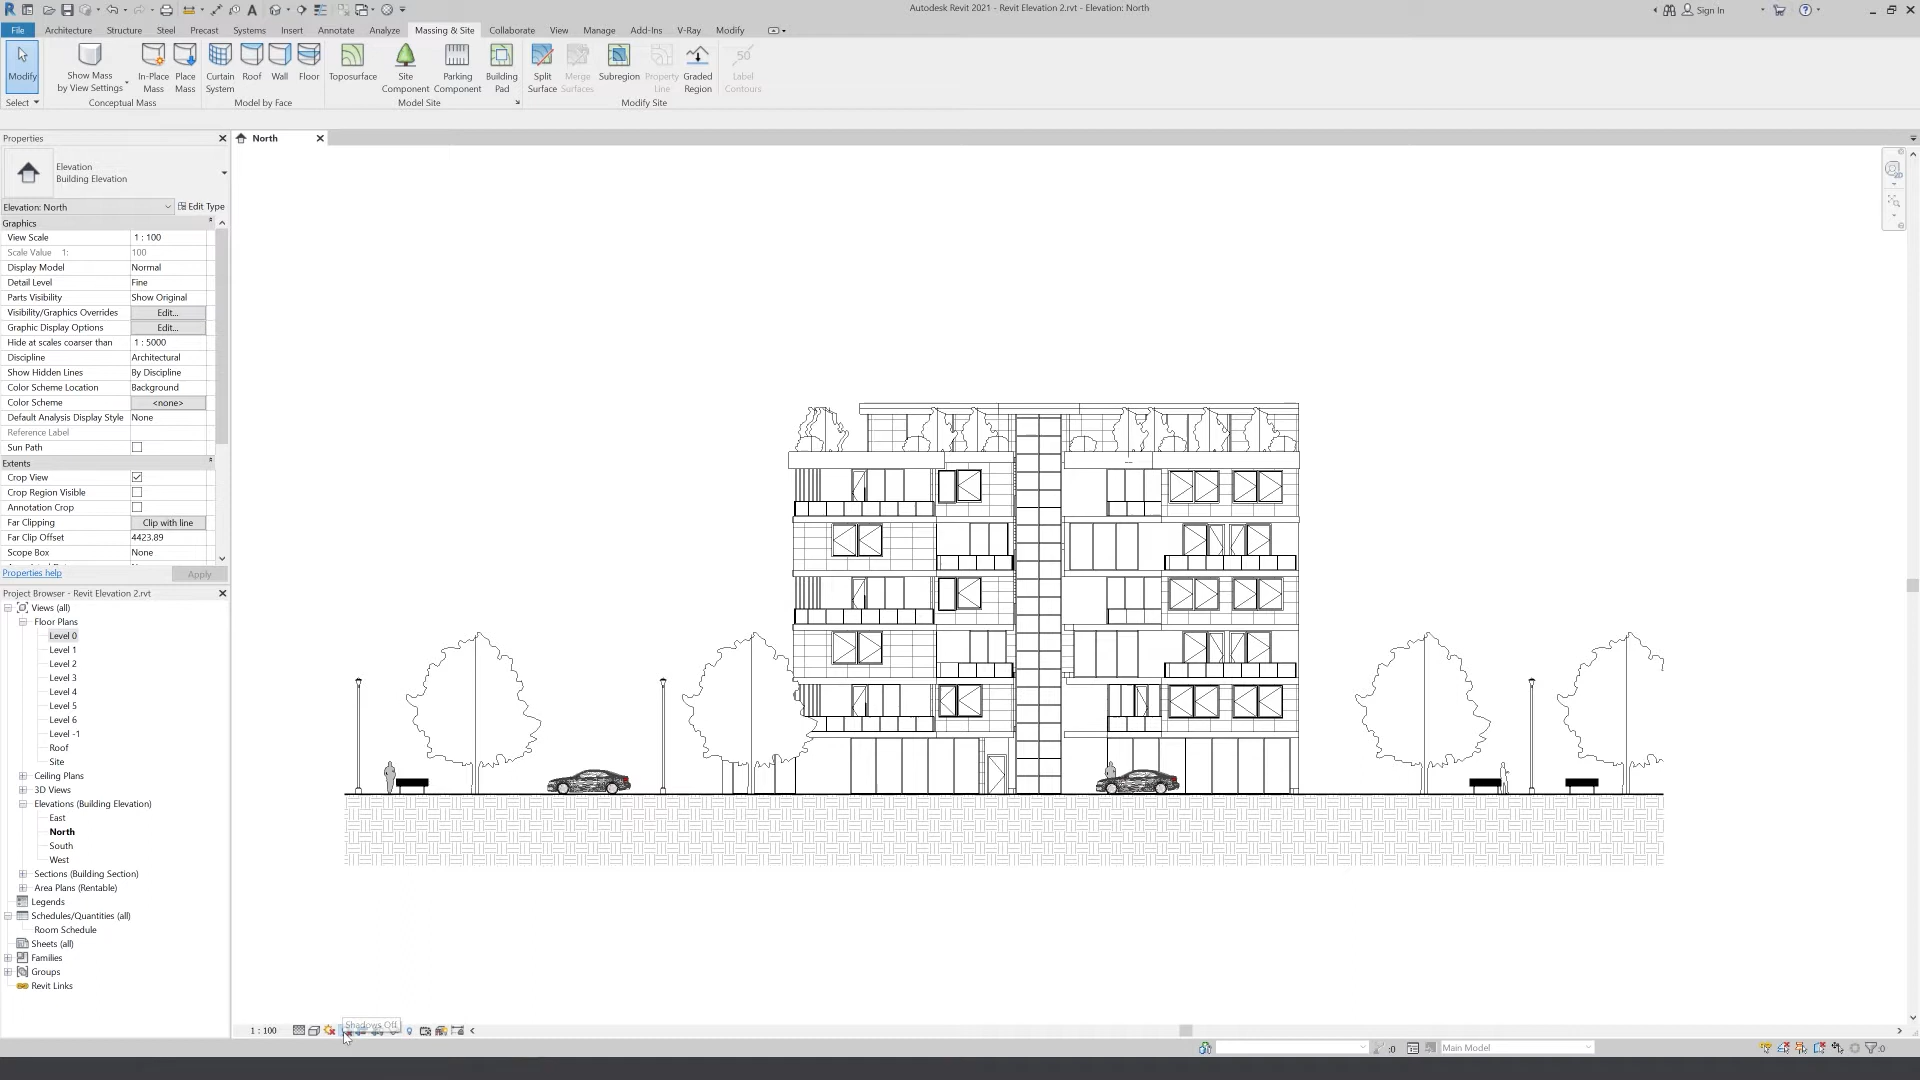 Autodesk Revit 2021 - Revit Elevation 2.rvt - Elevation: North
Sign In
File Architecture Structure Steel Precast Systems Insert Annotate Analyze Massing & Site Collaborate View Manage Add-Ins V-Ray Modify
Modify
Show Mass by View Settings
In-Place Mass
Place Mass
Curtain System
Roof
Wall
Floor
Toposurface
Site Component
Parking Component
Building Pad
Split Surface
Merge Surfaces
Subregion
Property Line
Graded Region
50
Label Contours
Select
Conceptual Mass
Model by Face
Model Site
Modify Site
Properties
North
Elevation
Building Elevation
Elevation: North
Edit Type
Graphics
View Scale 1 : 100
Scale Value 1: 100
Display Model Normal
Detail Level Fine
Parts Visibility Show Original
Visibility/Graphics Overrides Edit...
Graphic Display Options Edit...
Hide at scales coarser than 1 : 5000
Discipline Architectural
Show Hidden Lines By Discipline
Color Scheme Location Background
Color Scheme <none>
Default Analysis Display Style None
Reference Label
Sun Path
Extents
Crop View
Crop Region Visible
Annotation Crop
Far Clipping Clip with line
Far Clip Offset 4423.89
Scope Box None
Properties help
Apply
Project Browser - Revit Elevation 2.rvt
Views (all)
Floor Plans
Level 0
Level 1
Level 2
Level 3
Level 4
Level 5
Level 6
Level -1
Roof
Site
Ceiling Plans
3D Views
Elevations (Building Elevation)
East
North
South
West
Sections (Building Section)
Area Plans (Rentable)
Legends
Schedules/Quantities (all)
Room Schedule
Sheets (all)
Families
Groups
Revit Links
1 : 100
Shadows Off
:0
Main Model
:0